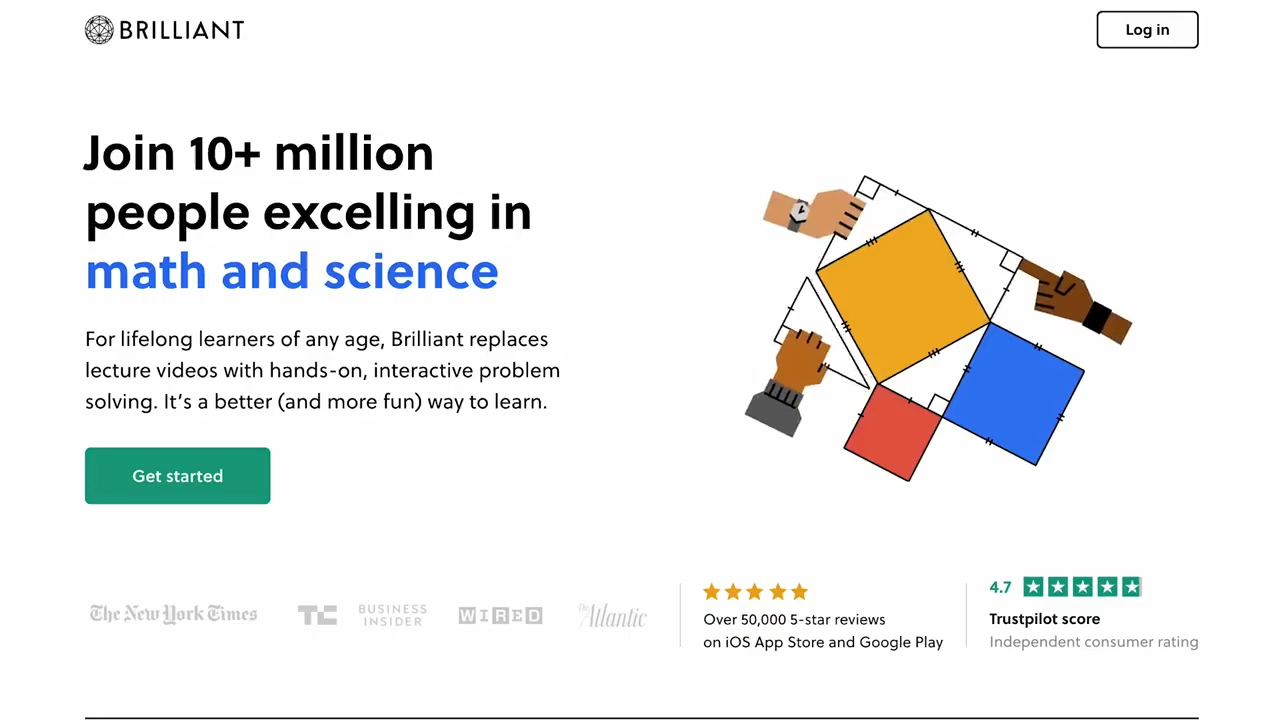 BRILLIANT
Log in
Join 10+ million
people excelling in
math and science
For lifelong learners of any age, Brilliant replaces
lecture videos with hands-on, interactive problem
solving. It’s a better (and more fun) way to learn.
Get started
The New York Times
TC
BUSINESS
INSIDER
WIRED
The Atlantic
Over 50,000 5-star reviews
on iOS App Store and Google Play
4.7
Trustpilot score
Independent consumer rating